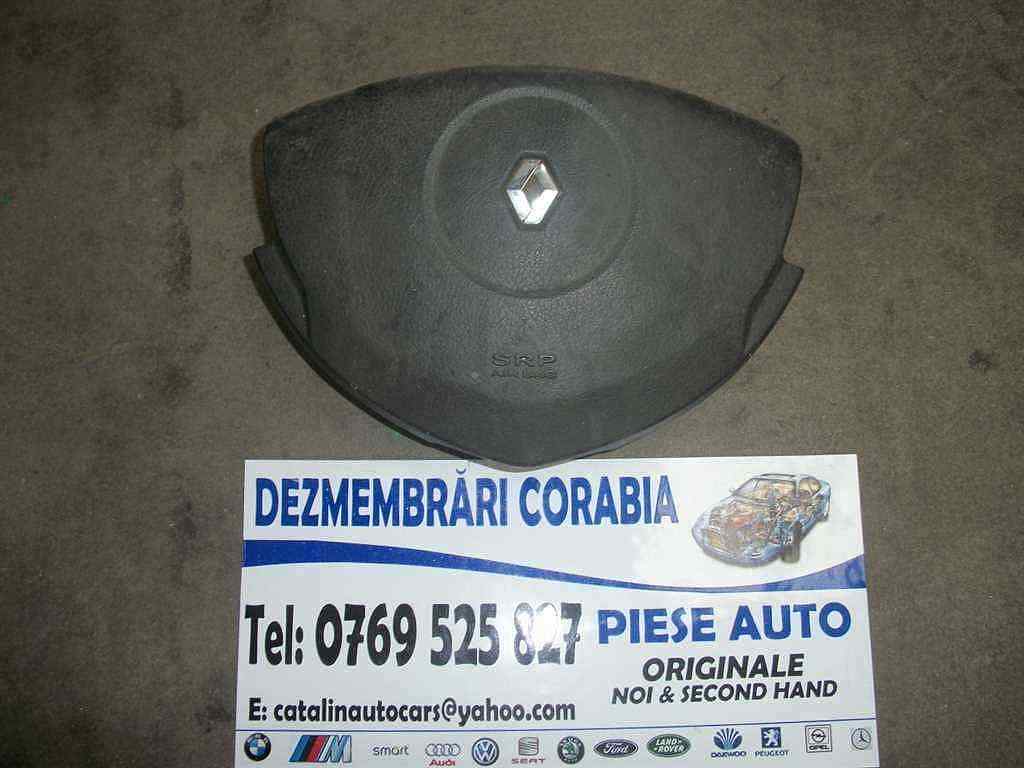 SRP
AIRBAG
DEZMEMBRĂRI CORABIA
Tel: 0769 525 827
PIESE AUTO
ORIGINALE
NOI & SECOND HAND
E: catalinautocars@yahoo.com
M smart Audi SEAT Ford LAND ROVER DAEWOO PEUGEOT OPEL